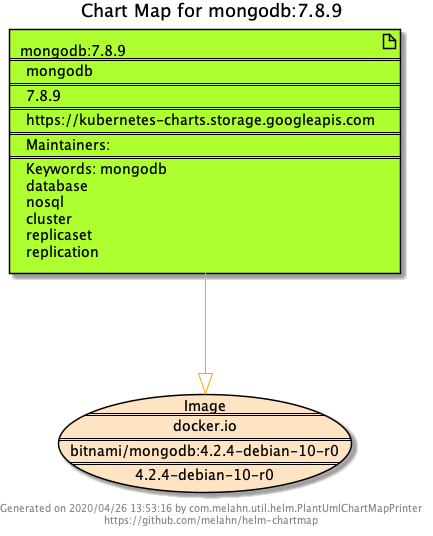 Chart Map for mongodb:7.8.9
mongodb:7.8.9
mongodb
7.8.9
https://kubernetes-charts.storage.googleapis.com
Maintainers:
Keywords: mongodb
database
nosql
cluster
replicaset
replication
Image
docker.io
bitnami/mongodb:4.2.4-debian-10-r0
4.2.4-debian-10-r0
Generated on 2020/04/26 13:53:16 by com.melahn.util.helm.PlantUmlChartMapPrinter
https://github.com/melahn/helm-chartmap